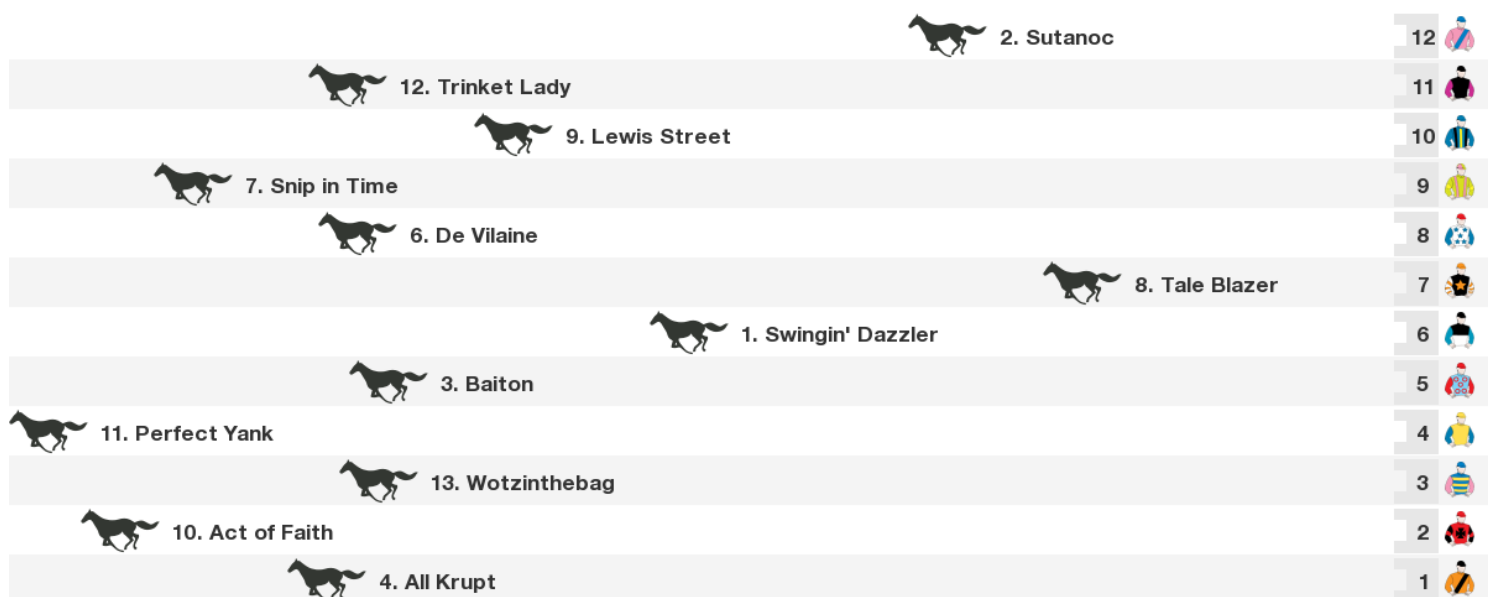 2. Sutanoc 12
12. Trinket Lady 11
9. Lewis Street 10
7. Snip in Time 9
6. De Vilaine 8
8. Tale Blazer 7
1. Swingin' Dazzler 6
3. Baiton 5
11. Perfect Yank 4
13. Wotzinthebag 3
10. Act of Faith 2
4. All Krupt 1